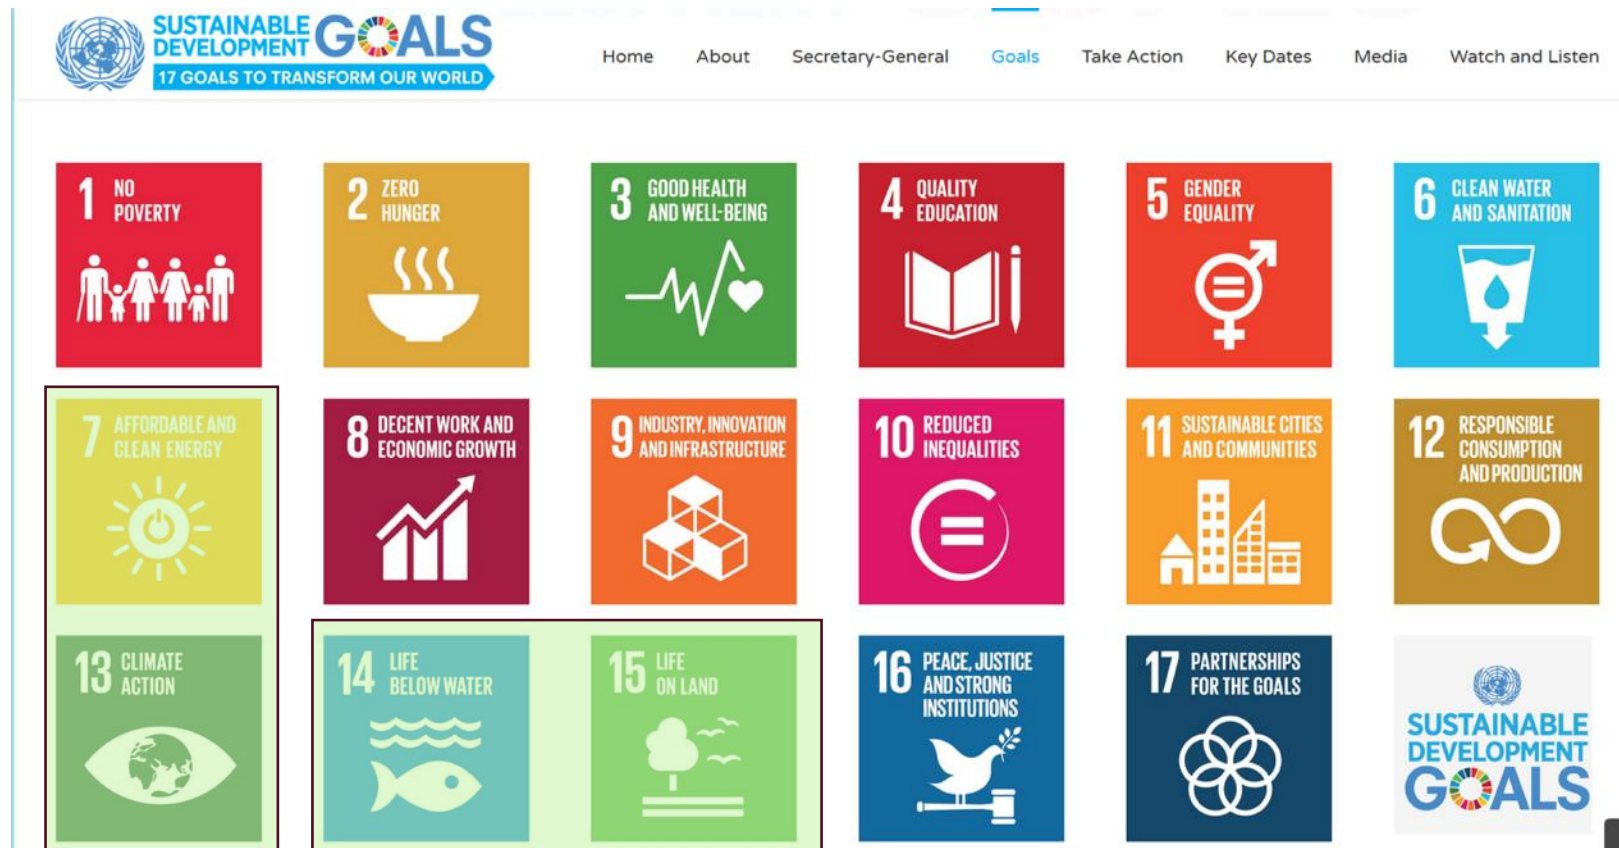 SUSTAINABLE
DEVELOPMENT GOALS
17 GOALS TO TRANSFORM OUR WORLD
Home About Secretary-General Goals Take Action Key Dates Media Watch and Listen
1 NO
POVERTY
2 ZERO
HUNGER
3 GOOD HEALTH
AND WELL-BEING
4 QUALITY
EDUCATION
5 GENDER
EQUALITY
6 CLEAN WATER
AND SANITATION
7 AFFORDABLE AND
CLEAN ENERGY
8 DECENT WORK AND
ECONOMIC GROWTH
9 INDUSTRY, INNOVATION
AND INFRASTRUCTURE
10 REDUCED
INEQUALITIES
11 SUSTAINABLE CITIES
AND COMMUNITIES
12 RESPONSIBLE
CONSUMPTION
AND PRODUCTION
13 CLIMATE
ACTION
14 LIFE
BELOW WATER
15 LIFE
ON LAND
16 PEACE, JUSTICE
AND STRONG
INSTITUTIONS
17 PARTNERSHIPS
FOR THE GOALS
SUSTAINABLE
DEVELOPMENT
GOALS